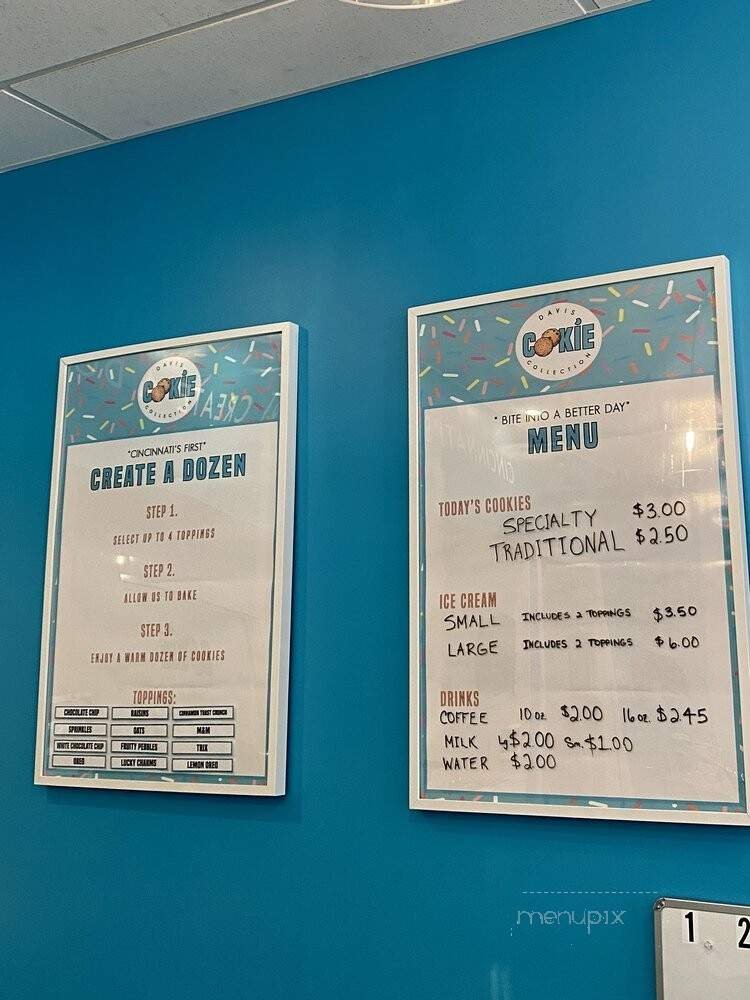 DAVIS
COOKIE
COLLECTION
"CINCINNATI'S FIRST"
CREATE A DOZEN
STEP 1.
SELECT UP TO 4 TOPPINGS
STEP 2.
ALLOW US TO BAKE
STEP 3.
ENJOY A WARM DOZEN OF COOKIES
TOPPINGS:
CHOCOLATE CHIP RAISINS CINNAMON TOAST CRUNCH
SPRINKLES OATS M&M
WHITE CHOCOLATE CHIP FRUITY PEBBLES TRIX
OREO LUCKY CHARMS LEMON OREO
DAVIS
COOKIE
COLLECTION
"BITE INTO A BETTER DAY"
MENU
TODAY'S COOKIES
SPECIALTY $3.00
TRADITIONAL $2.50
ICE CREAM
SMALL INCLUDES 2 TOPPINGS $3.50
LARGE INCLUDES 2 TOPPINGS $6.00
DRINKS
COFFEE 10 oz. $2.00 16 oz. $2.45
MILK Lg $2.00 Sm. $1.00
WATER $2.00
menupix
1 2